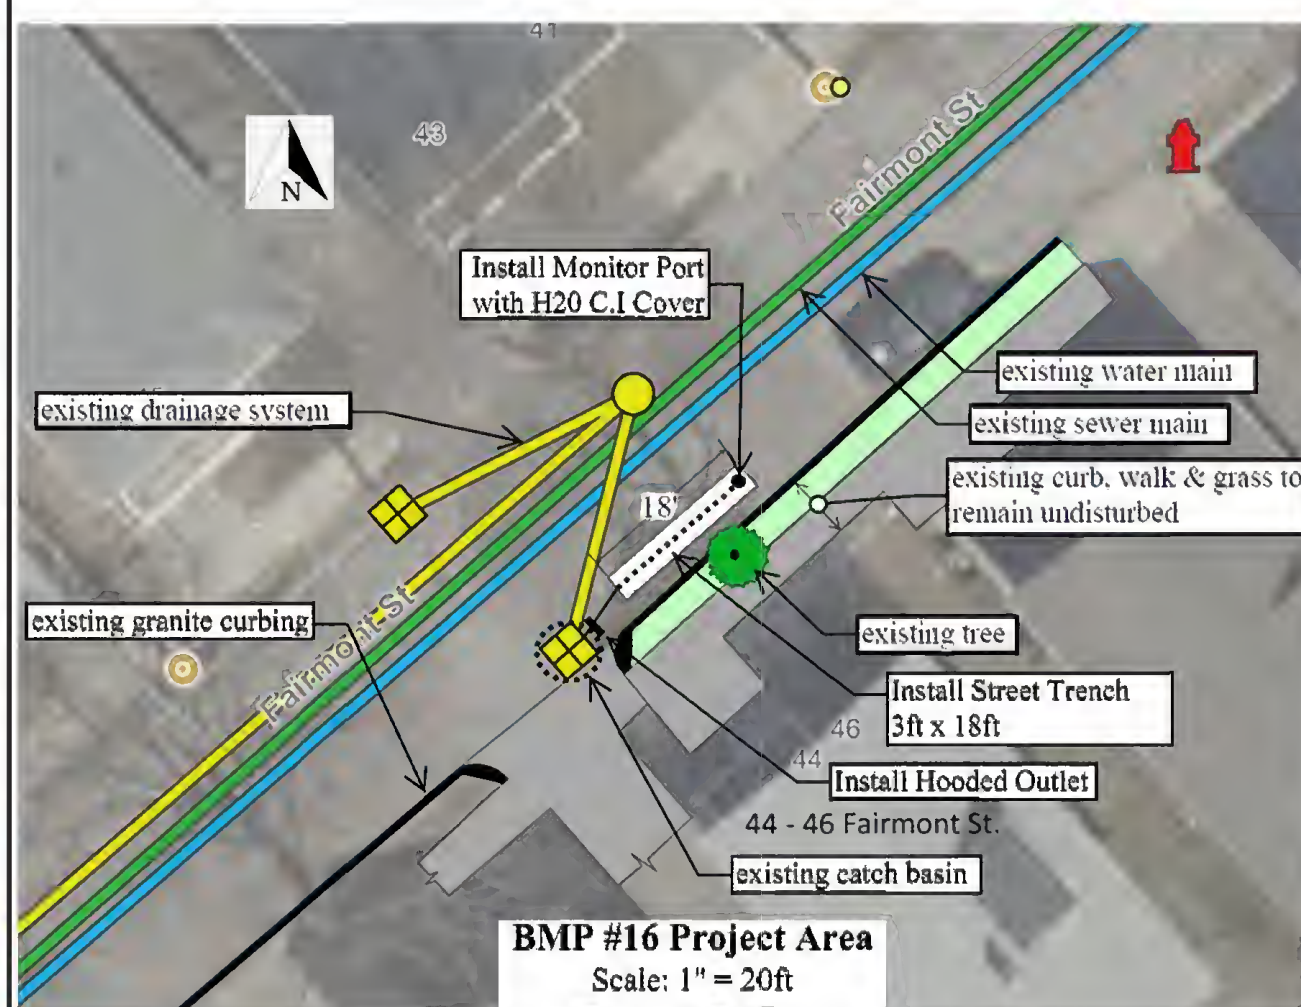 41
43
Fairmont St
N
Install Monitor Port
with H20 C.I Cover
existing water main
existing drainage system
existing sewer main
existing curb, walk & grass to
remain undisturbed
18'
existing granite curbing
Fairmont St
existing tree
Install Street Trench
3ft x 18ft
46
44
Install Hooded Outlet
44 - 46 Fairmont St.
existing catch basin
BMP #16 Project Area
Scale: 1" = 20ft